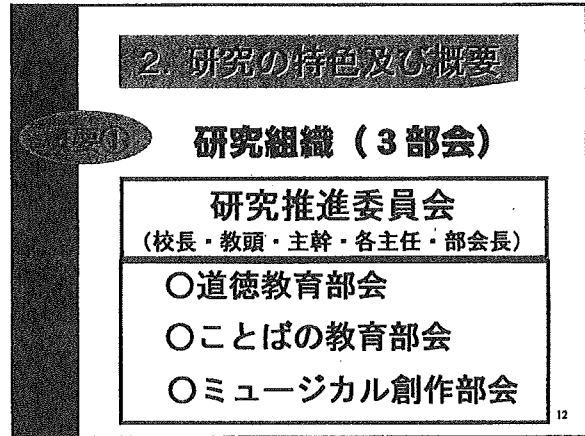 2. 研究の特色及び概要
概要①
研究組織（３部会）
研究推進委員会
（校長・教頭・主幹・各主任・部会長）
○道徳教育部会
○ことばの教育部会
○ミュージカル創作部会
12